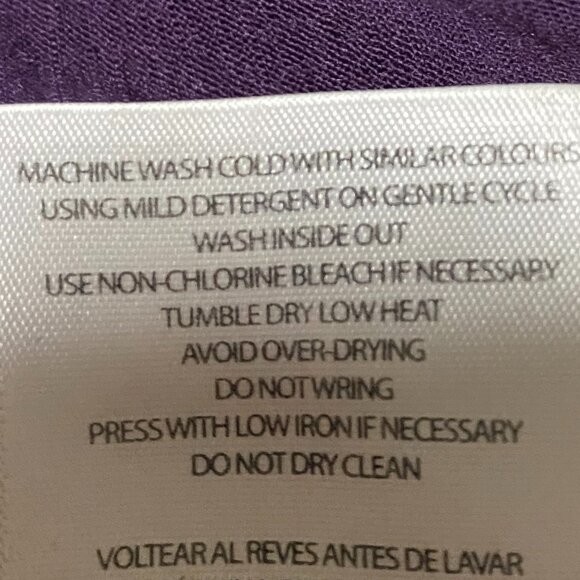 MACHINE WASH COLD WITH SIMILAR COLOURS
USING MILD DETERGENT ON GENTLE CYCLE
WASH INSIDE OUT
USE NON-CHLORINE BLEACH IF NECESSARY
TUMBLE DRY LOW HEAT
AVOID OVER-DRYING
DO NOT WRING
PRESS WITH LOW IRON IF NECESSARY
DO NOT DRY CLEAN
VOLTEAR AL REVES ANTES DE LAVAR